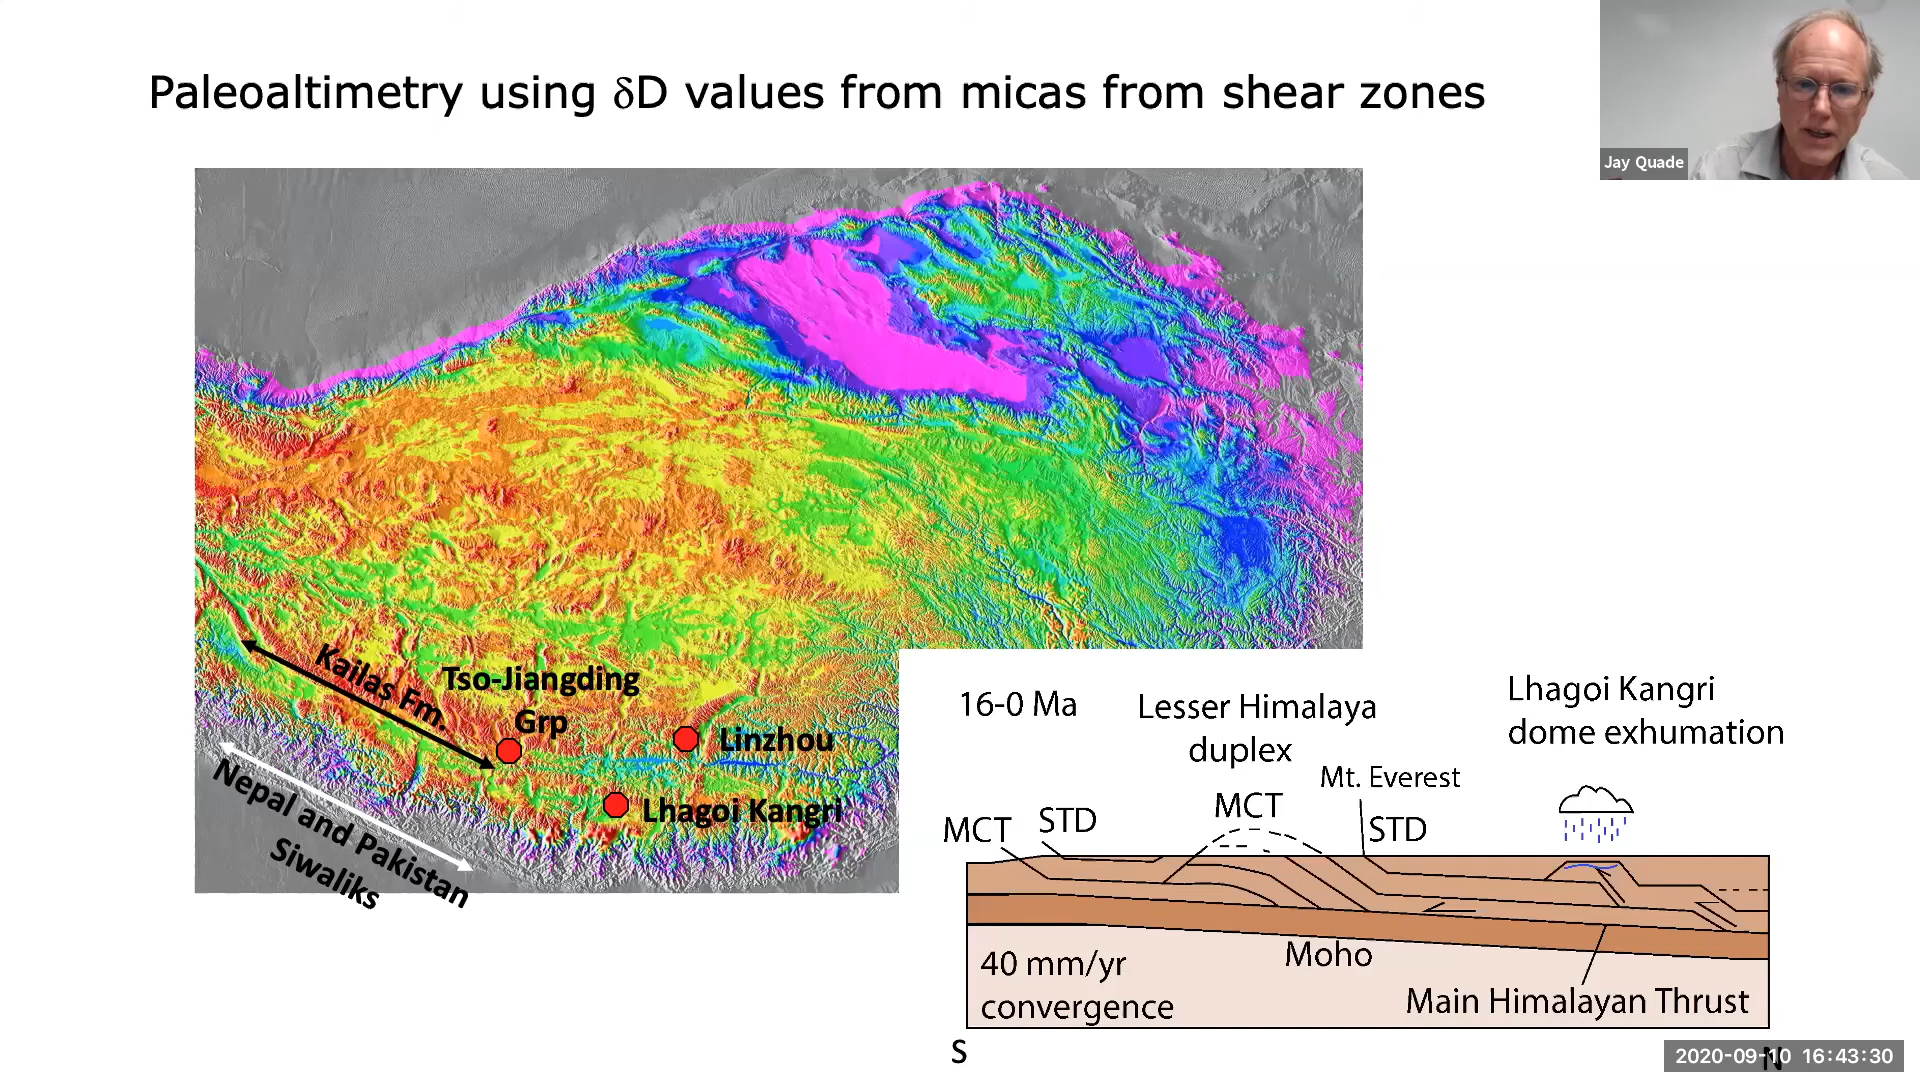 Paleoaltimetry using δD values from micas from shear zones
Jay Quade
Kailas Fm.
Tso-Jiangding
Grp
Linzhou
Lhagoi Kangri
Nepal and Pakistan
Siwaliks
16-0 Ma
Lesser Himalaya
duplex
Lhagoi Kangri
dome exhumation
Mt. Everest
MCT
STD
MCT
STD
Moho
40 mm/yr
convergence
Main Himalayan Thrust
S
N
2020-09-10 16:43:30